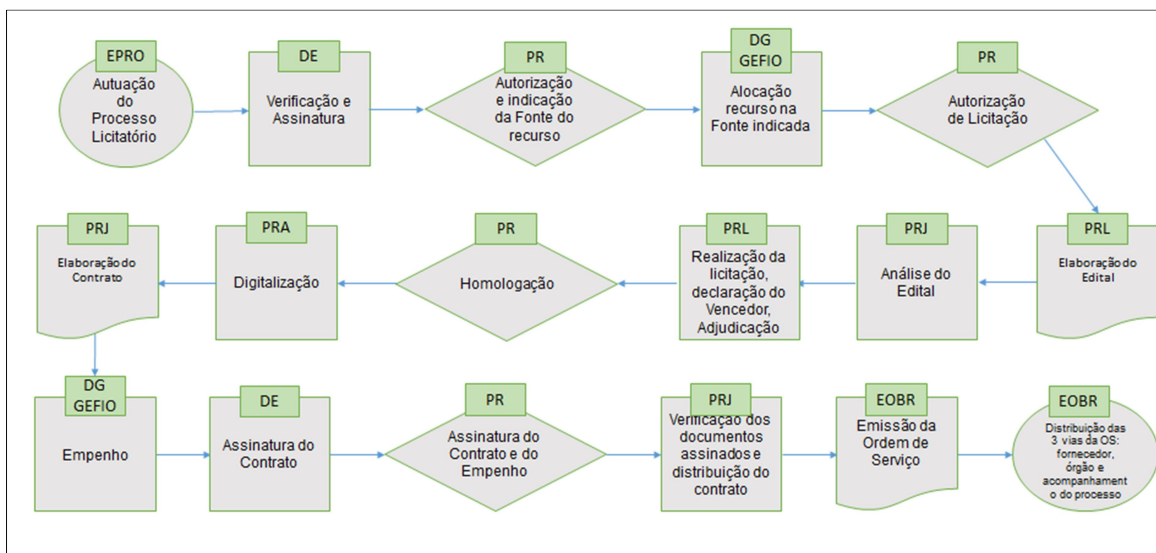 EPRO
Autuação
do
Processo
Licitatório
DE
Verificação e
Assinatura
PR
Autorização
e indicação
da Fonte do
recurso
DG
GEFIO
Alocação
recurso na
Fonte indicada
PR
Autorização
de Licitação
PRL
Elaboração do
Edital
PRJ
Análise do
Edital
PRL
Realização da
licitação,
declaração do
Vencedor,
Adjudicação
PR
Homologação
PRA
Digitalização
PRJ
Elaboração do
Contrato
DG
GEFIO
Empenho
DE
Assinatura do
Contrato
PR
Assinatura do
Contrato e do
Empenho
PRJ
Verificação dos
documentos
assinados e
distribuição do
contrato
EOBR
Emissão da
Ordem de
Serviço
EOBR
Distribuição das
3 vias da OS:
fornecedor,
órgão e
acompanhament
o do processo